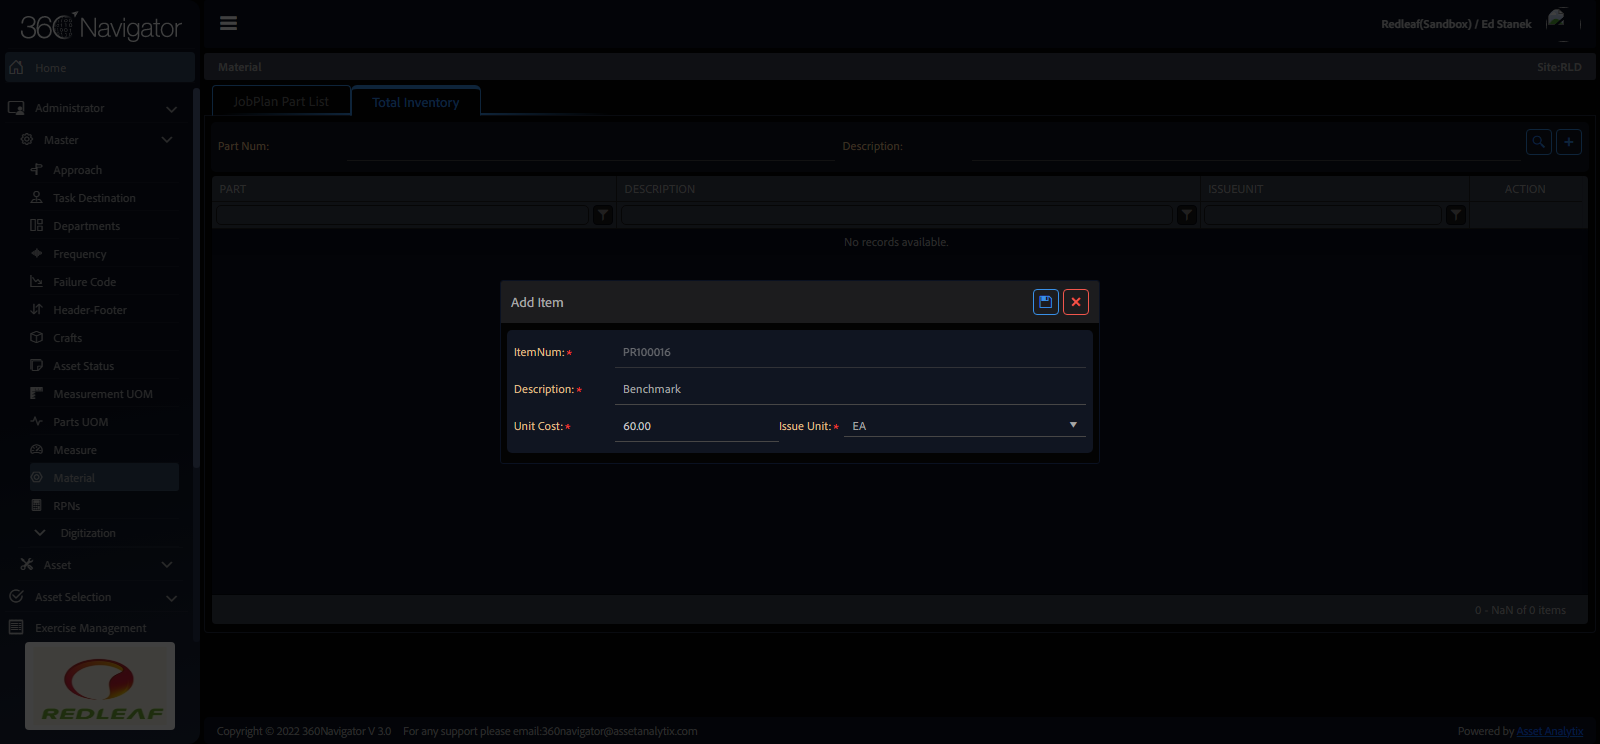 360 Navigator
Redleaf(Sandbox) / Ed Stanek
Home
Material
Site:RLD
Administrator
JobPlan Part List
Total Inventory
Master
Part Num:
Description:
Approach
PART
DESCRIPTION
ISSUEUNIT
ACTION
Task Destination
Departments
No records available.
Frequency
Failure Code
Header-Footer
Crafts
Asset Status
Measurement UOM
Parts UOM
Measure
Material
RPNs
Digitization
Asset
Asset Selection
Exercise Management
Add Item
ItemNum:*
PR100016
Description:*
Benchmark
Unit Cost:*
60.00
Issue Unit:*
EA
0 - NaN of 0 items
REDLEAF
Copyright © 2022 360Navigator V 3.0
For any support please email:360navigator@assetanalytix.com
Powered by Asset Analytix